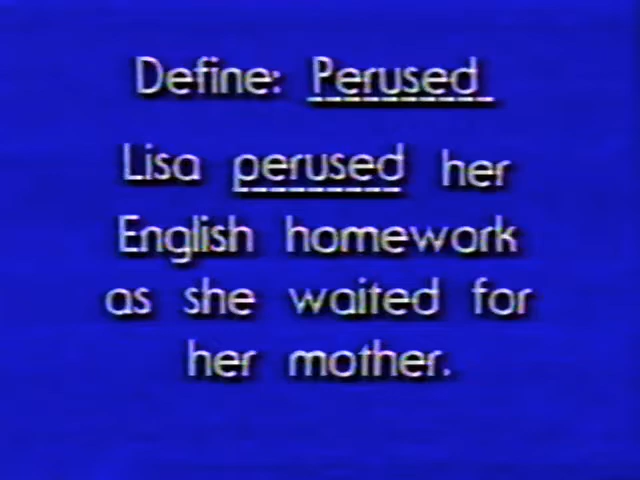 Define: Perused
Lisa perused her
English homework
as she waited for
her mother.